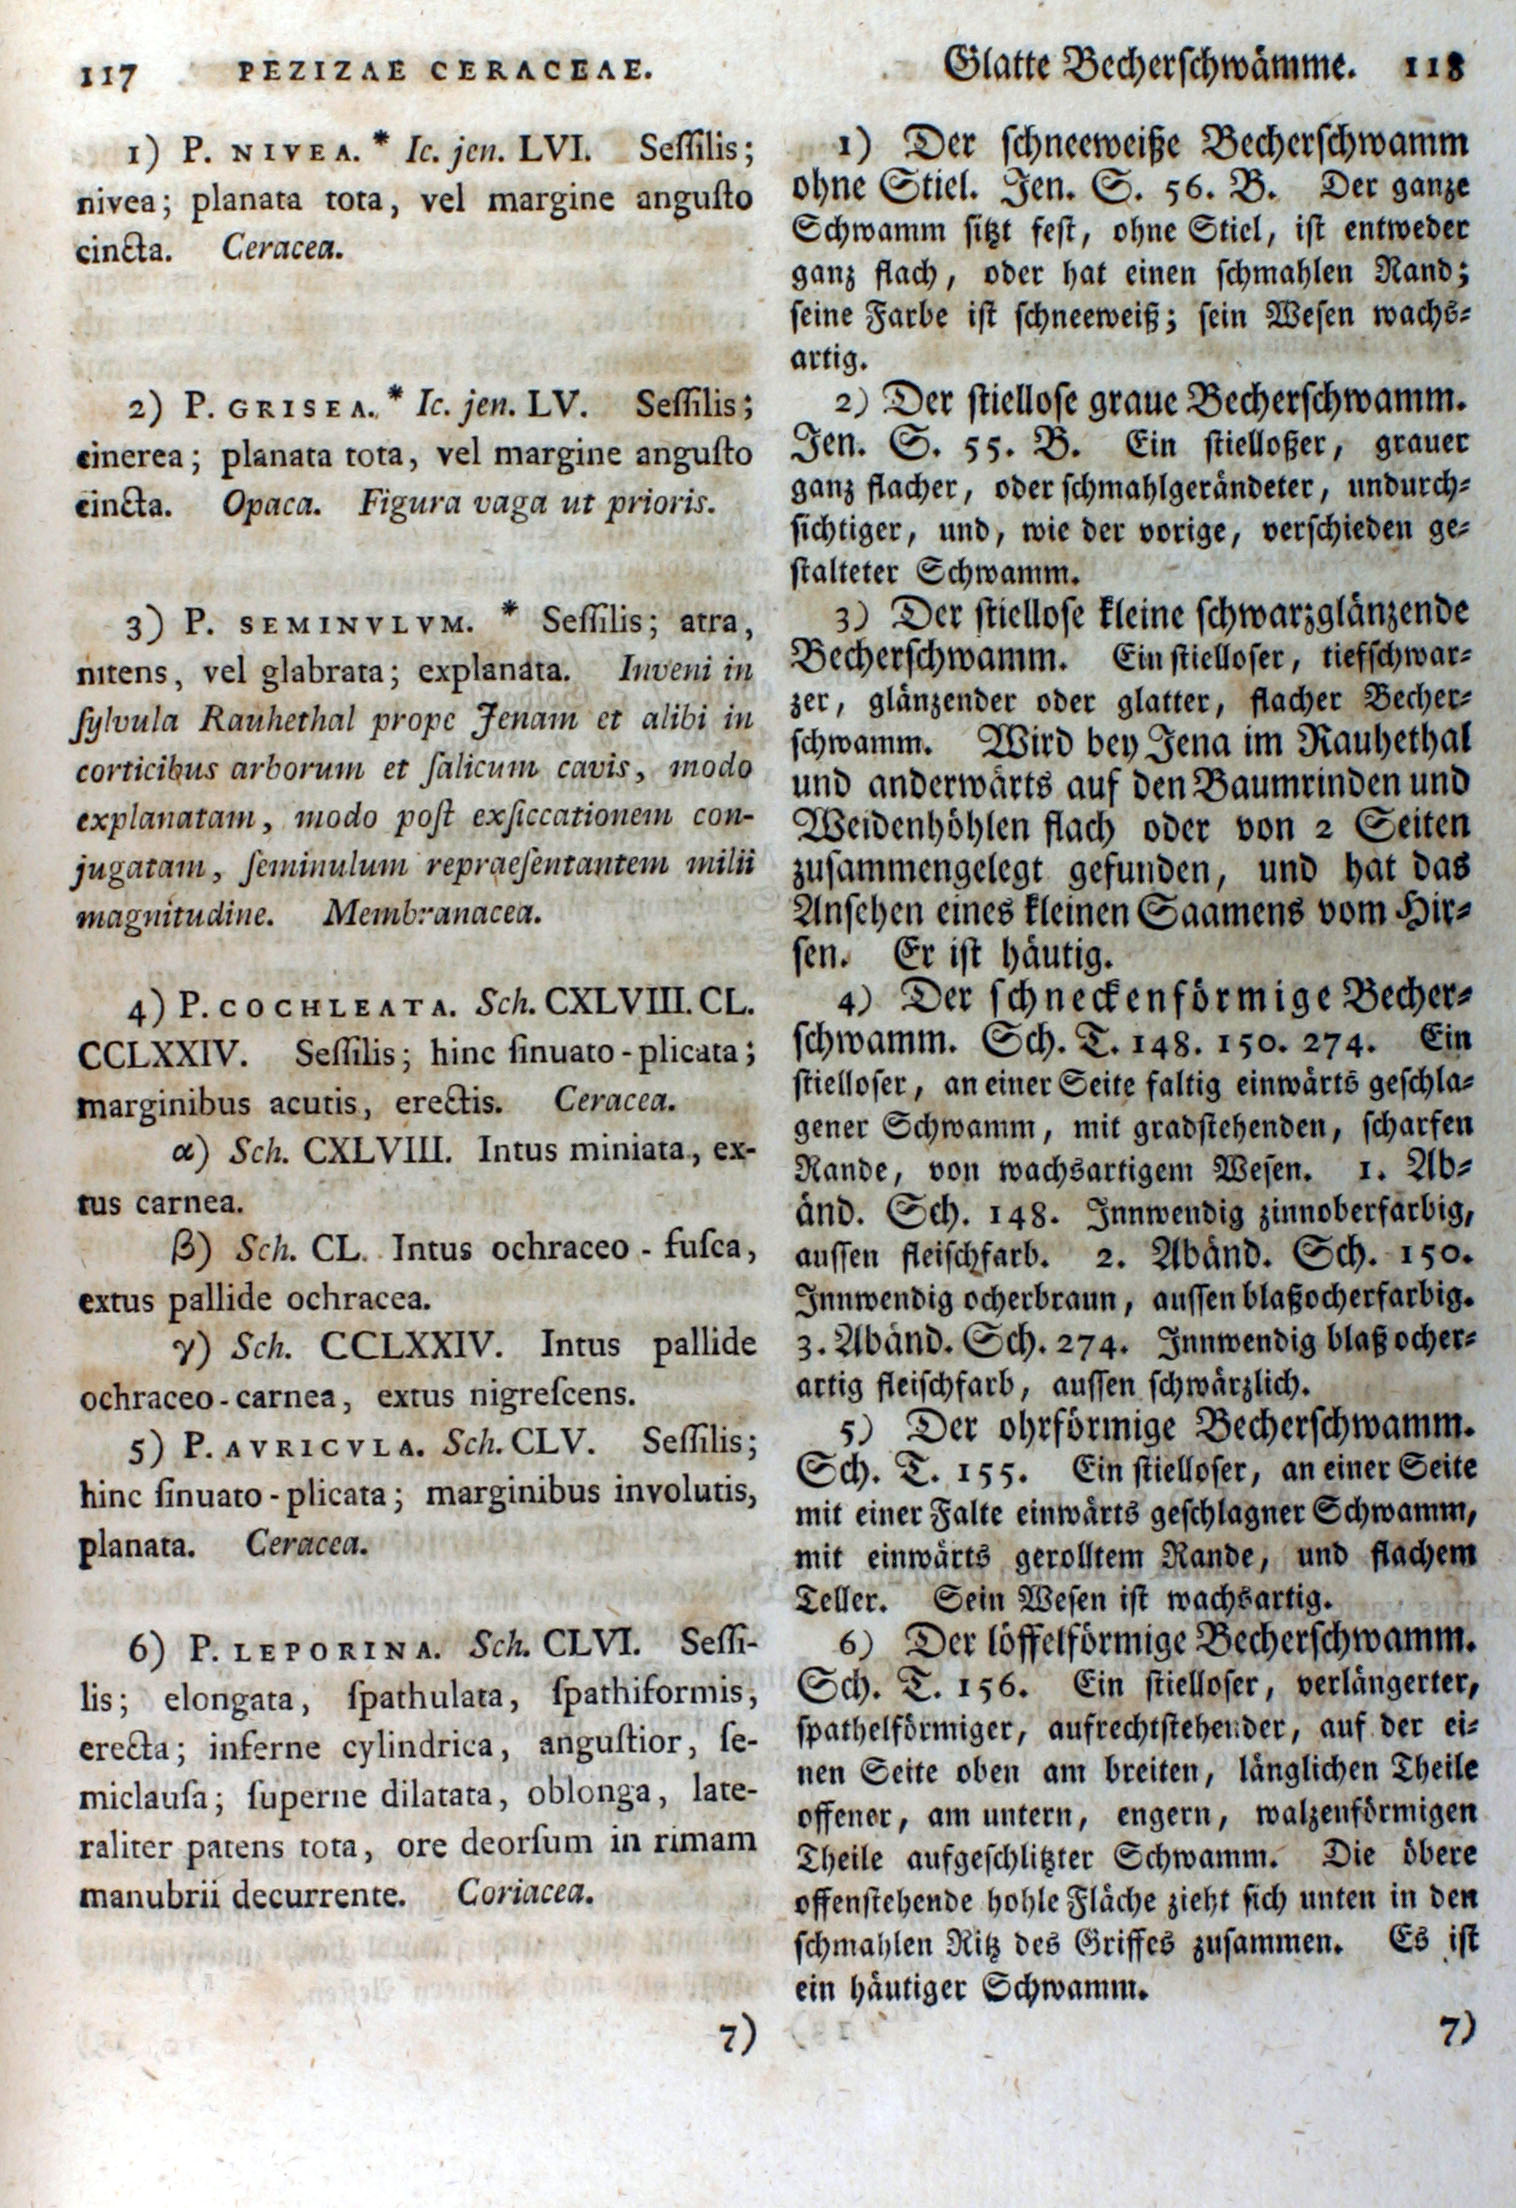 117 PEZIZAE CERACEAE.
1) P. NIVEA. * Ic. jen. LVI. Seſſilis;
nivea; planata tota, vel margine anguſto
cincta. Ceracea.
2) P. GRISEA. * Ic. jen. LV. Seſſilis;
cinerea; planata tota, vel margine anguſto
cincta. Opaca. Figura vaga ut prioris.
3) P. SEMINVLVM. * Seſſilis; atra,
nitens, vel glabrata; explanata. Inveni in
ſylvula Rauhethal prope Jenam et alibi in
corticibus arborum et ſalicum cavis, modo
explanatam, modo poſt exſiccationem con-
jugatam, ſeminulum repraeſentantem milii
magnitudine. Membranacea.
4) P. COCHLEATA. Sch. CXLVIII. CL.
CCLXXIV. Seſſilis; hinc ſinuato-plicata;
marginibus acutis, erectis. Ceracea.
α) Sch. CXLVIII. Intus miniata, ex-
tus carnea.
β) Sch. CL. Intus ochraceo-fuſca,
extus pallide ochracea.
γ) Sch. CCLXXIV. Intus pallide
ochraceo-carnea, extus nigreſcens.
5) P. AVRICVLA. Sch. CLV. Seſſilis;
hinc ſinuato-plicata; marginibus involutis,
planata. Ceracea.
6) P. LEPORINA. Sch. CLVI. Seſſi-
lis; elongata, ſpathulata, ſpathiformis,
erecta; inferne cylindrica, anguſtior, ſe-
miclauſa; ſuperne dilatata, oblonga, late-
raliter patens tota, ore deorſum in rimam
manubrii decurrente. Coriacea.
7)
Glatte Becherſchwämme. 118
1) Der ſchneeweiße Becherſchwamm
ohne Stiel. Jen. S. 56. B. Der ganze
Schwamm ſitzt feſt, ohne Stiel, iſt entweder
ganz flach, oder hat einen ſchmahlen Rand;
ſeine Farbe iſt ſchneeweiß; ſein Weſen wachs-
artig.
2) Der ſtielloſe graue Becherſchwamm.
Jen. S. 55. B. Ein ſtielloßer, grauer
ganz flacher, oder ſchmahlgerändeter, undurch-
ſichtiger, und, wie der vorige, verſchieden ge-
ſtalteter Schwamm.
3) Der ſtielloſe kleine ſchwarzglänzende
Becherſchwamm. Ein ſtielloſer, tiefſchwar-
zer, glänzender oder glatter, flacher Becher-
ſchwamm. Wird bey Jena im Rauhethal
und anderwärts auf den Baumrinden und
Weidenhöhlen flach oder von 2 Seiten
zuſammengelegt gefunden, und hat das
Anſehen eines kleinen Saamens vom Hir-
ſen. Er iſt häutig.
4) Der ſchneckenförmige Becher-
ſchwamm. Sch. T. 148. 150. 274. Ein
ſtielloſer, an einer Seite faltig einwärts geſchla-
gener Schwamm, mit gradſtehenden, ſcharfen
Rande, von wachsartigem Weſen. 1. Ab-
änd. Sch. 148. Innwendig zinnoberfarbig,
auſſen fleiſchfarb. 2. Abänd. Sch. 150.
Innwendig ocherbraun, auſſen blaßocherfarbig.
3. Abänd. Sch. 274. Innwendig blaß ocher-
artig fleiſchfarb, auſſen ſchwärzlich.
5) Der ohrförmige Becherſchwamm.
Sch. T. 155. Ein ſtielloſer, an einer Seite
mit einer Falte einwärts geſchlagner Schwamm,
mit einwärts gerolltem Rande, und flachem
Teller. Sein Weſen iſt wachsartig.
6) Der löffelförmige Becherſchwamm.
Sch. T. 156. Ein ſtielloſer, verlängerter,
ſpathelförmiger, aufrechtſtehender, auf der ei-
nen Seite oben am breiten, länglichen Theile
offener, am untern, engern, walzenförmigen
Theile aufgeſchlitzter Schwamm. Die öbere
offenſtehende hohle Fläche zieht ſich unten in den
ſchmahlen Ritz des Griffes zuſammen. Es iſt
ein häutiger Schwamm.
7)